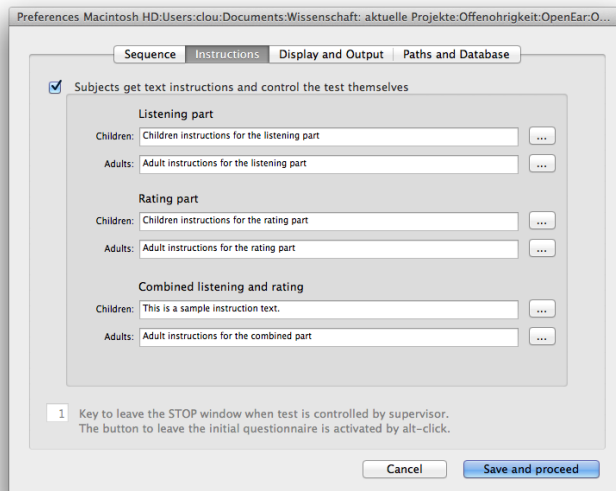 Preferences Macintosh HD:Users:clou:Documents:Wissenschaft: aktuelle Projekte:Offenohrigkeit:OpenEar:O...
Sequence Instructions Display and Output Paths and Database
Subjects get text instructions and control the test themselves
Listening part
Children: Children instructions for the listening part ...
Adults: Adult instructions for the listening part ...
Rating part
Children: Children instructions for the rating part ...
Adults: Adult instructions for the rating part ...
Combined listening and rating
Children: This is a sample instruction text. ...
Adults: Adult instructions for the combined part ...
1 Key to leave the STOP window when test is controlled by supervisor.
The button to leave the initial questionnaire is activated by alt-click.
Cancel Save and proceed